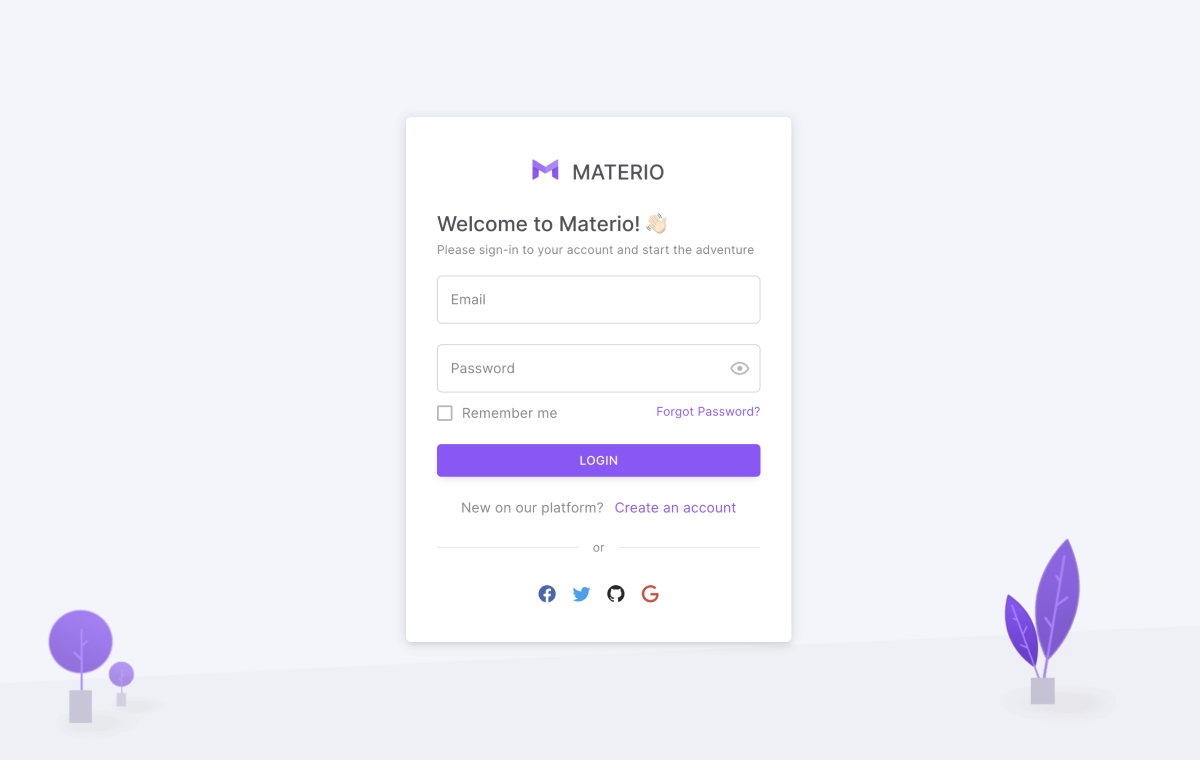 MATERIO
Welcome to Materio! 👋🏻
Please sign-in to your account and start the adventure
Email
Password
Remember me Forgot Password?
LOGIN
New on our platform? Create an account
or